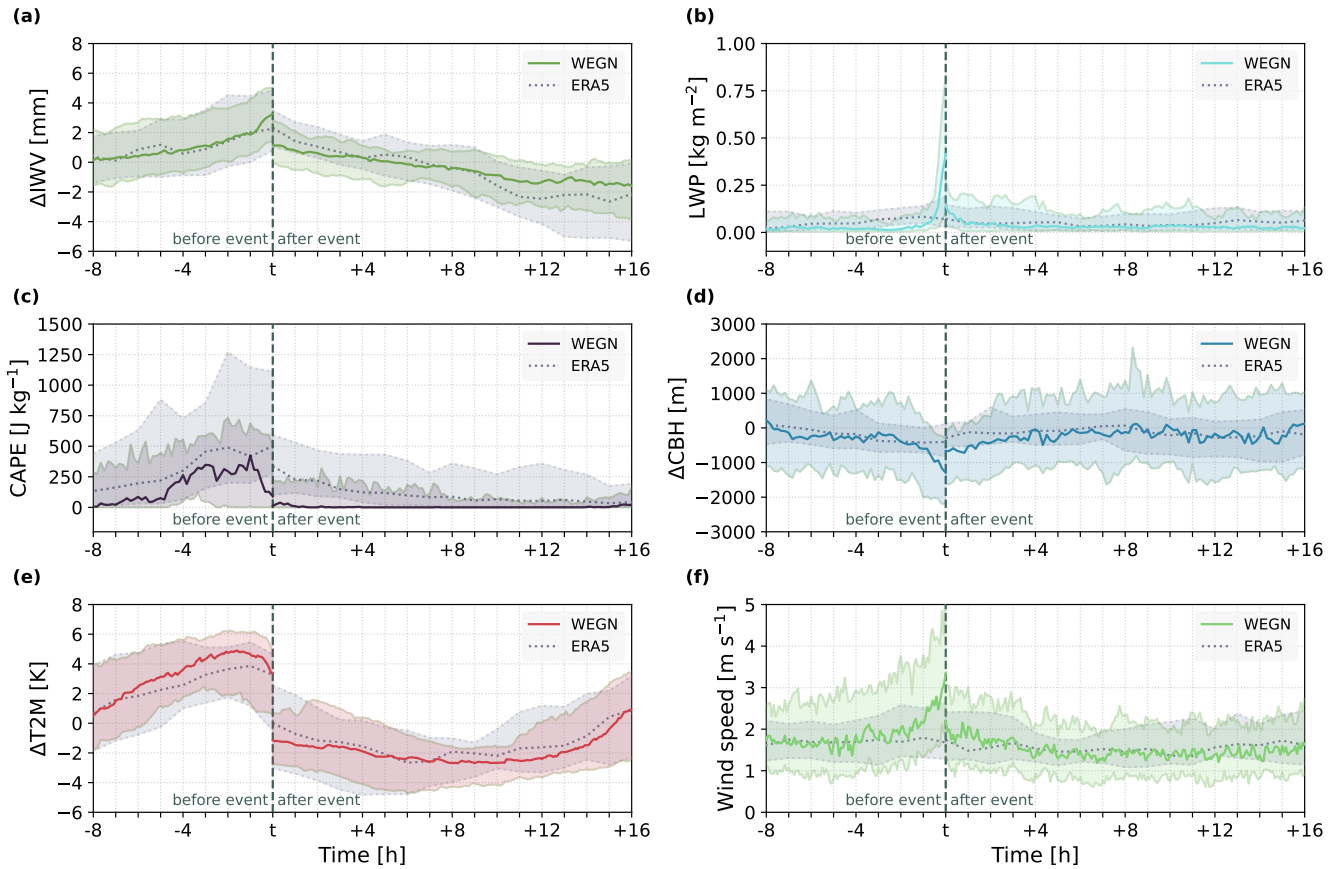 (a)
8
6
4
2
0
−2
−4
−6
ΔIWV [mm]
WEGN
ERA5
before event
after event
-8
-4
t
+4
+8
+12
+16
(b)
1.00
0.75
0.50
0.25
0.00
LWP [kg m⁻²]
WEGN
ERA5
before event
after event
-8
-4
t
+4
+8
+12
+16
(c)
1500
1250
1000
750
500
250
0
CAPE [J kg⁻¹]
WEGN
ERA5
before event
after event
-8
-4
t
+4
+8
+12
+16
(d)
3000
2000
1000
0
−1000
−2000
−3000
ΔCBH [m]
WEGN
ERA5
before event
after event
-8
-4
t
+4
+8
+12
+16
(e)
8
6
4
2
0
−2
−4
−6
ΔT2M [K]
WEGN
ERA5
before event
after event
-8
-4
t
+4
+8
+12
+16
Time [h]
(f)
5
4
3
2
1
0
Wind speed [m s⁻¹]
WEGN
ERA5
before event
after event
-8
-4
t
+4
+8
+12
+16
Time [h]